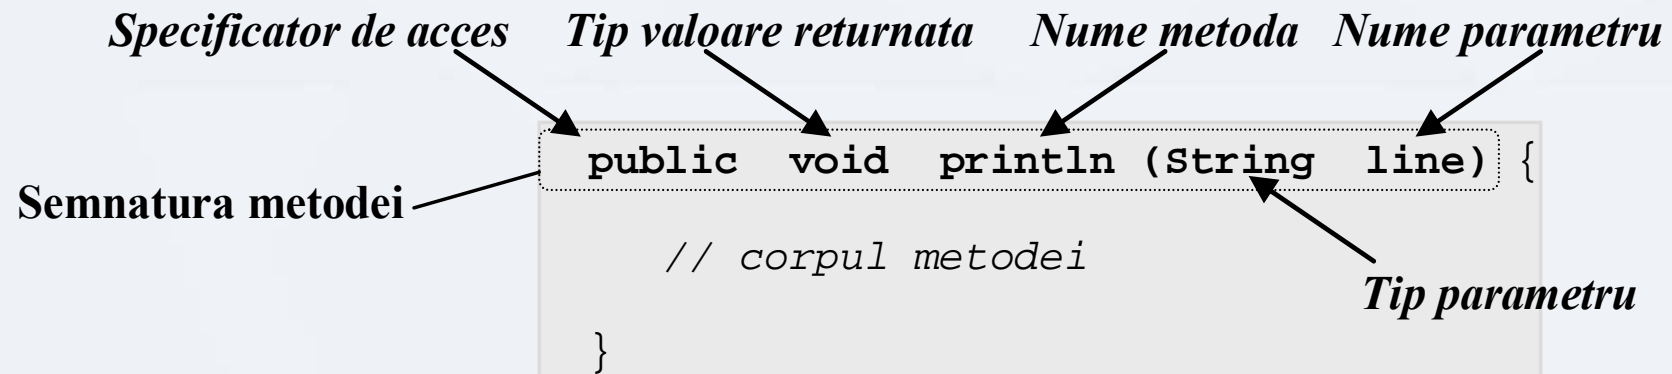 Specificator de acces Tip valoare returnata Nume metoda Nume parametru
public void println (String line) {
Semnatura metodei
// corpul metodei
Tip parametru
}